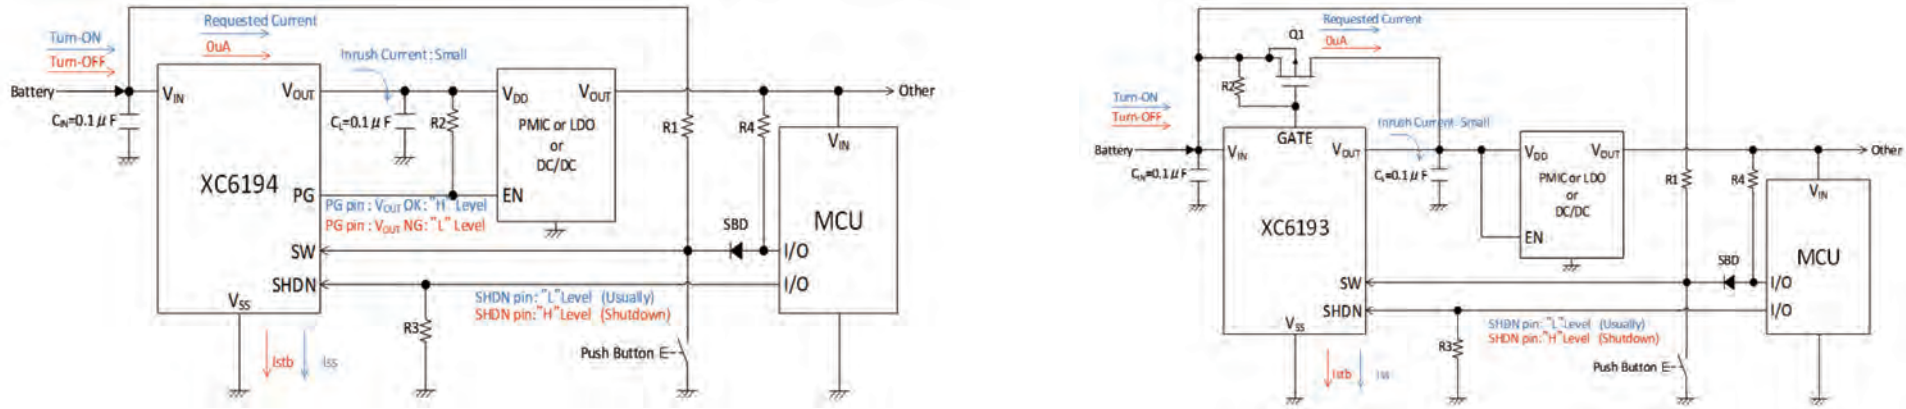 Requested Current
0uA
Turn-ON
Turn-OFF
Inrush Current: Small
Battery
CIN=0.1μF
VIN
VOUT
CL=0.1μF
R2
VDD
VOUT
PMIC or LDO
or
DC/DC
EN
R1
R4
Other
VIN
XC6194
PG
PG pin : VOUT OK: "H" Level
PG pin : VOUT NG: "L" Level
MCU
SBD
SW
I/O
SHDN
I/O
SHDN pin: "L" Level (Usually)
SHDN pin: "H" Level (Shutdown)
VSS
R3
Istb
Iss
Push Button
Requested Current
0uA
Q1
R2
Turn-ON
Turn-OFF
GATE
Inrush Current: Small
Battery
CIN=0.1μF
VIN
VOUT
CL=0.1μF
VDD
VOUT
PMIC or LDO
or
DC/DC
EN
R1
R4
Other
VIN
XC6193
MCU
SBD
SW
I/O
SHDN
I/O
SHDN pin: "L" Level (Usually)
SHDN pin: "H" Level (Shutdown)
VSS
R3
Istb
Iss
Push Button